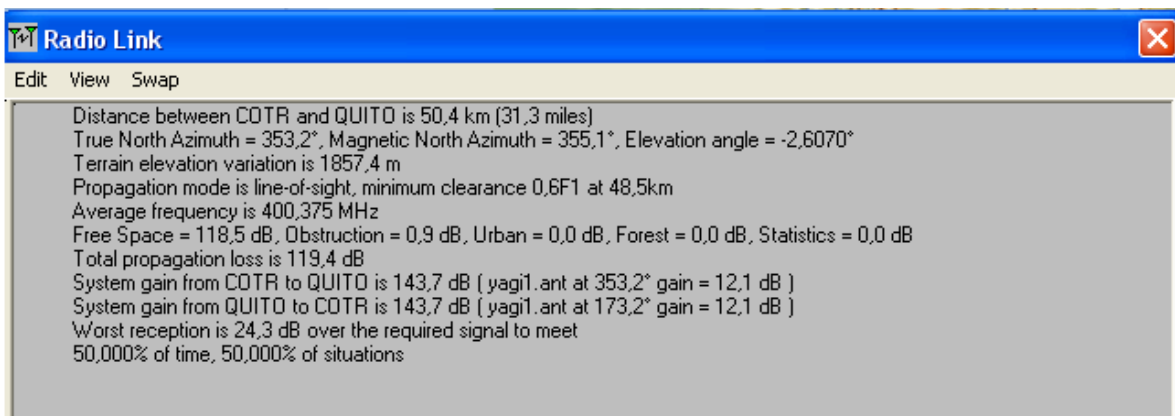 Radio Link
Edit View Swap
Distance between COTR and QUITO is 50,4 km (31,3 miles)
True North Azimuth = 353,2°, Magnetic North Azimuth = 355,1°, Elevation angle = -2,6070°
Terrain elevation variation is 1857,4 m
Propagation mode is line-of-sight, minimum clearance 0,6F1 at 48,5km
Average frequency is 400,375 MHz
Free Space = 118,5 dB, Obstruction = 0,9 dB, Urban = 0,0 dB, Forest = 0,0 dB, Statistics = 0,0 dB
Total propagation loss is 119,4 dB
System gain from COTR to QUITO is 143,7 dB ( yagi1.ant at 353,2° gain = 12,1 dB )
System gain from QUITO to COTR is 143,7 dB ( yagi1.ant at 173,2° gain = 12,1 dB )
Worst reception is 24,3 dB over the required signal to meet
50,000% of time, 50,000% of situations